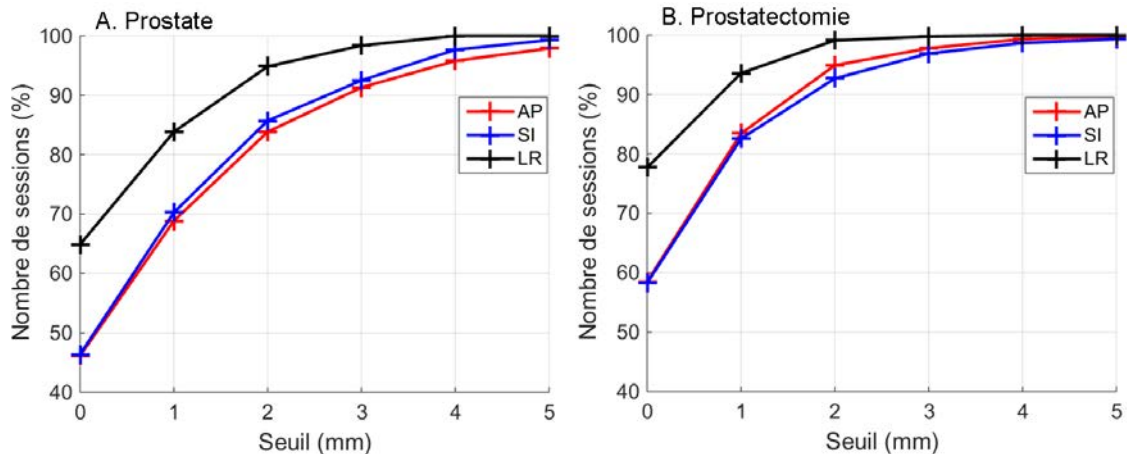 A. Prostate
100
90
80
70
60
50
40
0 1 2 3 4 5
Nombre de sessions (%)
Seuil (mm)
AP
SI
LR
B. Prostatectomie
100
90
80
70
60
50
40
0 1 2 3 4 5
Nombre de sessions (%)
Seuil (mm)
AP
SI
LR